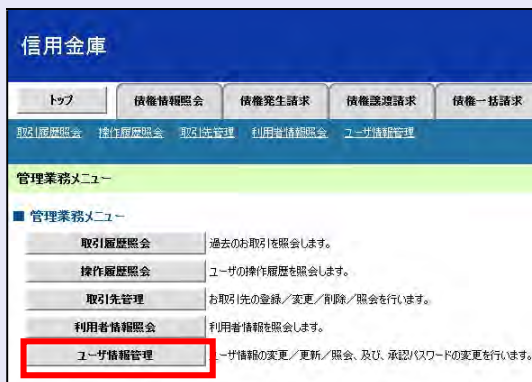 信用金庫
トップ 債権情報照会 債権発生請求 債権譲渡請求 債権一括請求
取引履歴照会 操作履歴照会 取引先管理 利用者情報照会 ユーザ情報管理
管理業務メニュー
■ 管理業務メニュー
取引履歴照会 過去のお取引を照会します。
操作履歴照会 ユーザの操作履歴を照会します。
取引先管理 お取引先の登録／変更／削除／照会を行います。
利用者情報照会 利用者情報を照会します。
ユーザ情報管理 ユーザ情報の変更／更新／照会、及び、承認パスワードの変更を行います。